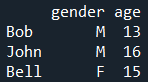 gender  age
Bob       M   13
John      M   16
Bell      F   15